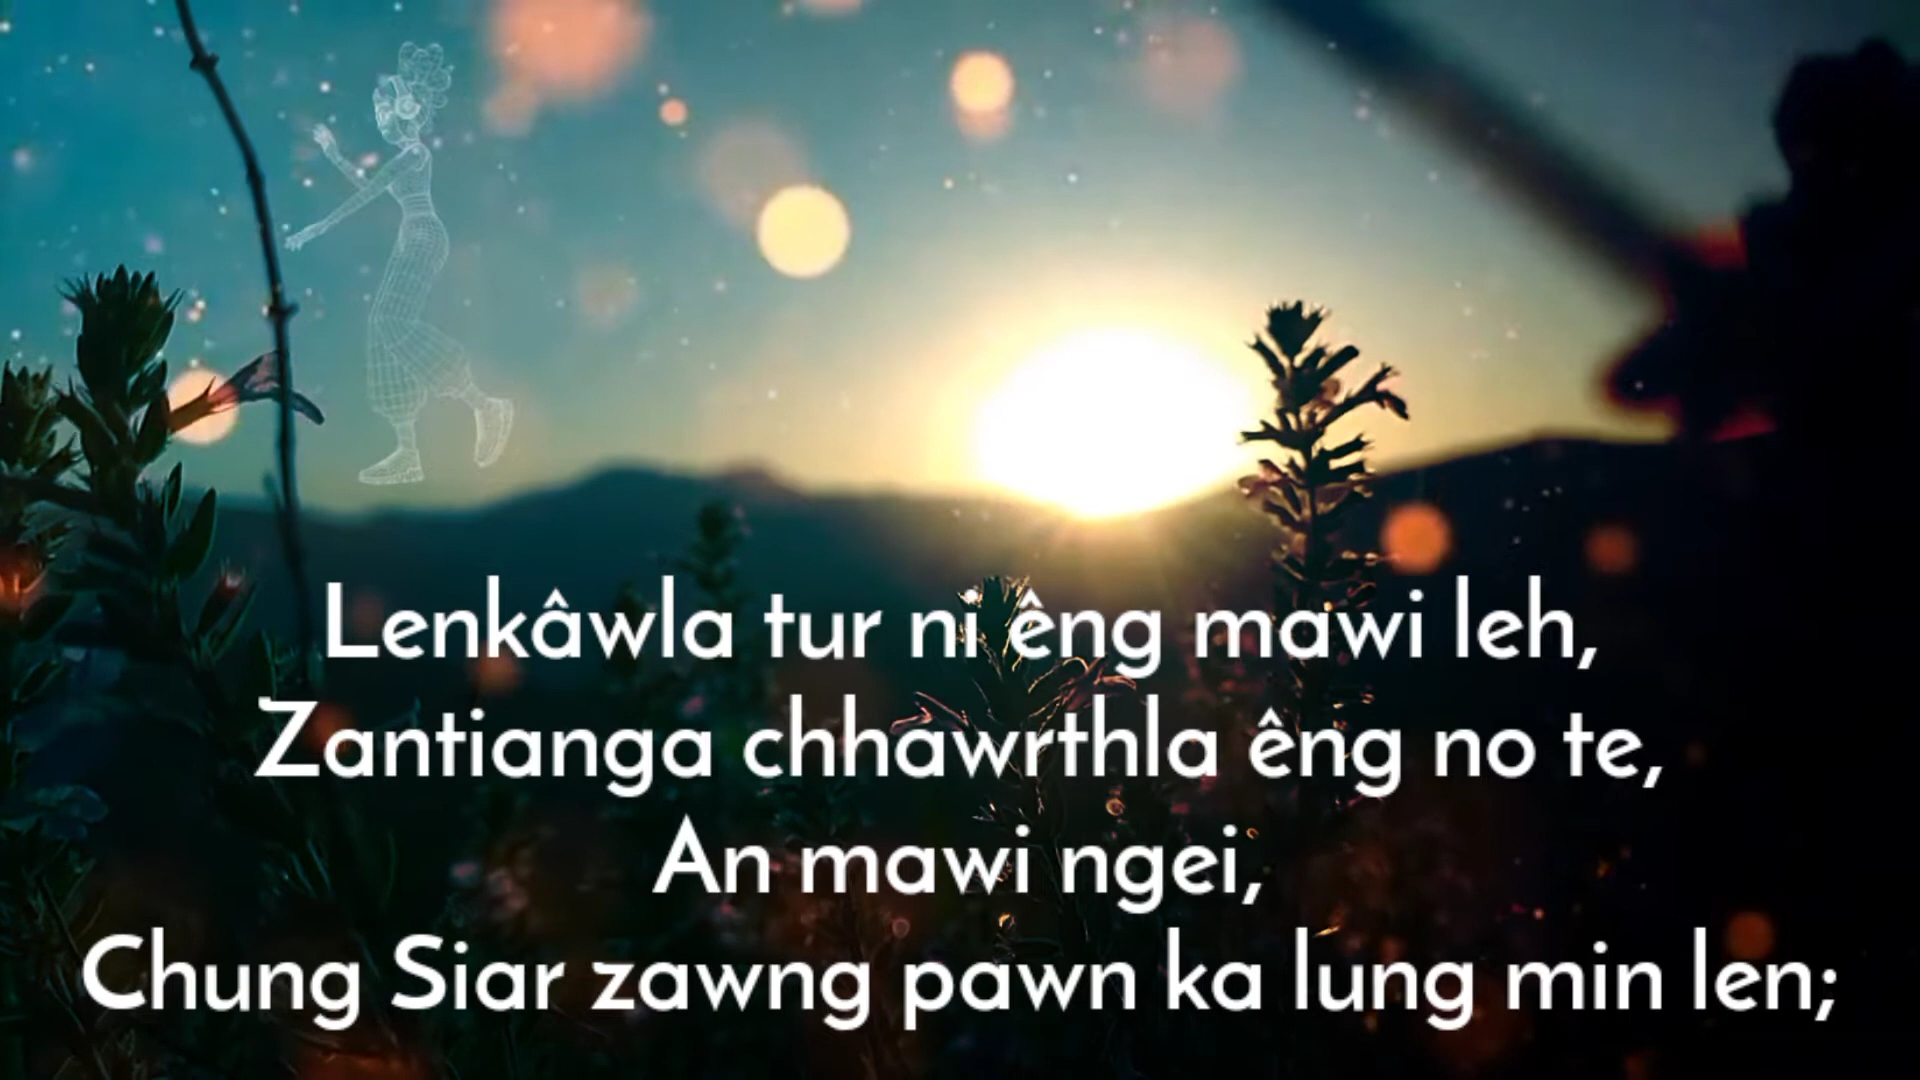 Lenkâwla tur ni êng mawi leh,
Zantianga chhawrthla êng no te,
An mawi ngei,
Chung Siar zawng pawn ka lung min len;